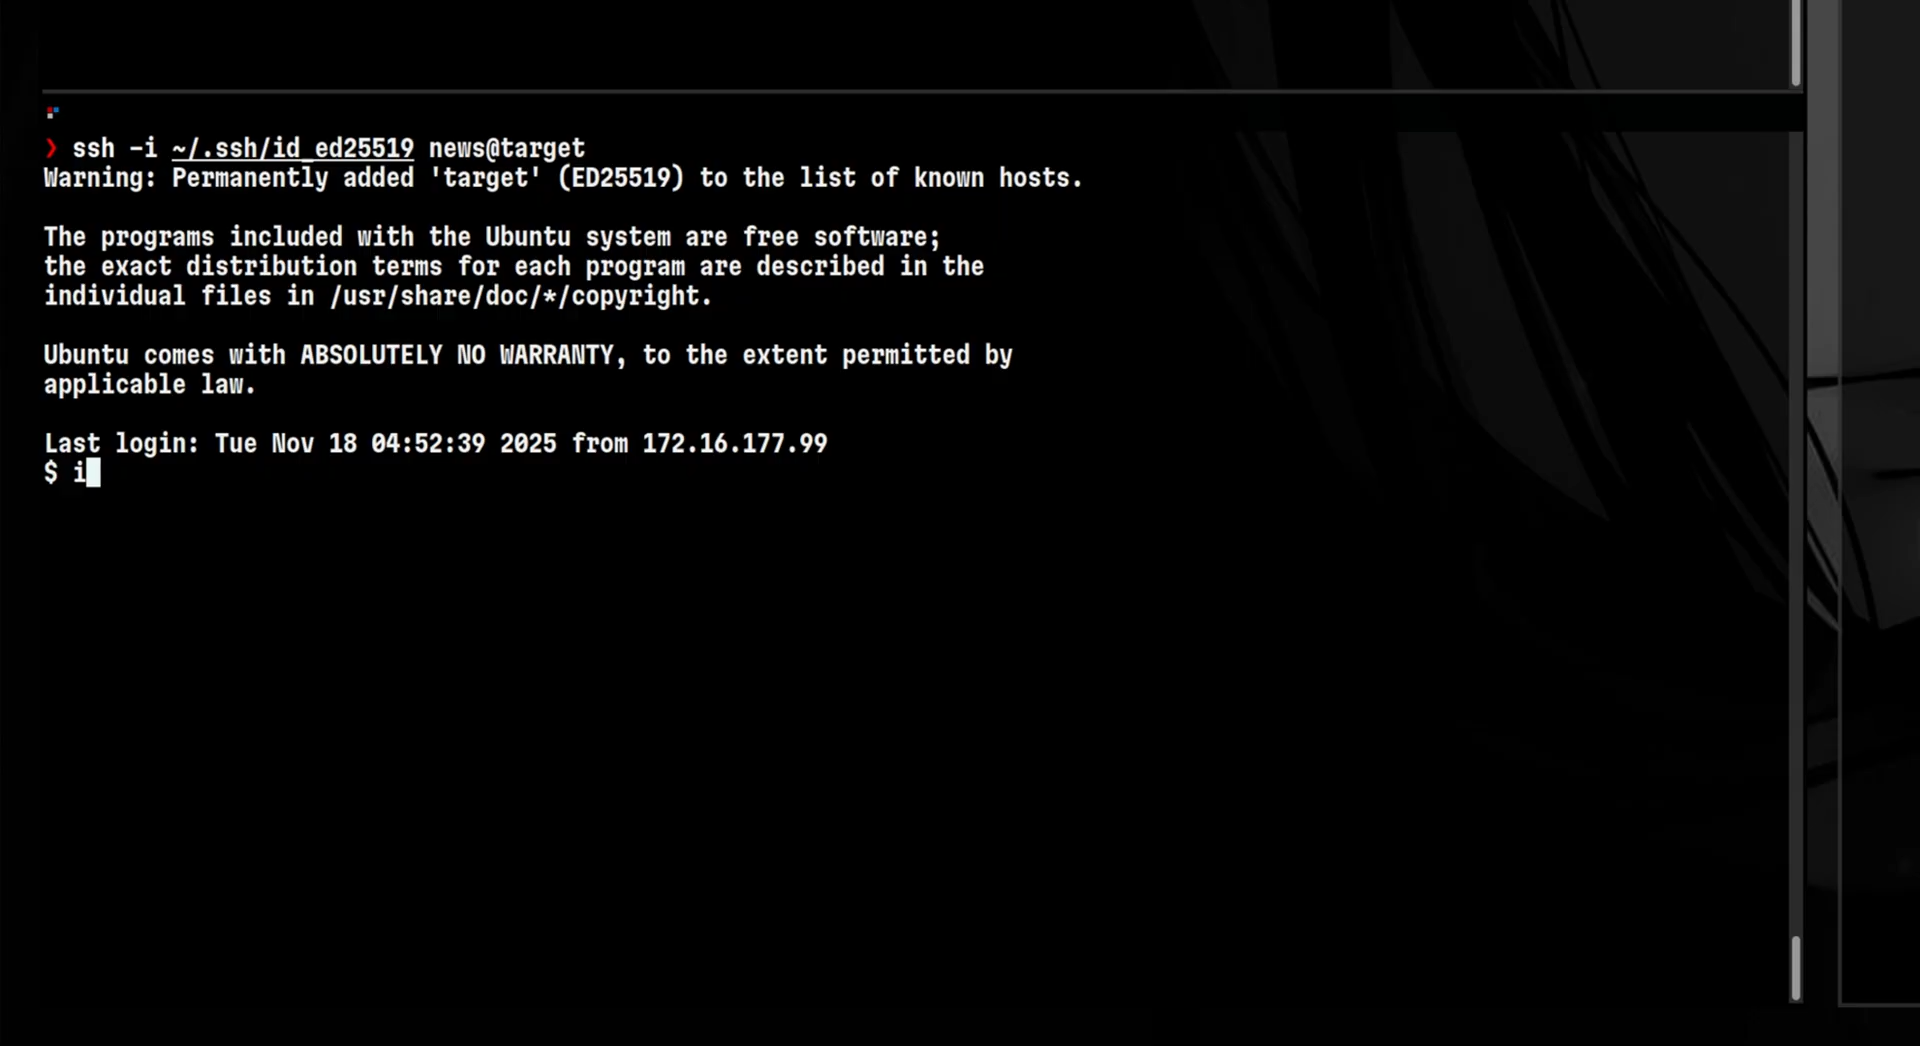 ❯ ssh -i ~/.ssh/id_ed25519 news@target
Warning: Permanently added 'target' (ED25519) to the list of known hosts.
The programs included with the Ubuntu system are free software;
the exact distribution terms for each program are described in the
individual files in /usr/share/doc/*/copyright.
Ubuntu comes with ABSOLUTELY NO WARRANTY, to the extent permitted by
applicable law.
Last login: Tue Nov 18 04:52:39 2025 from 172.16.177.99
$ i